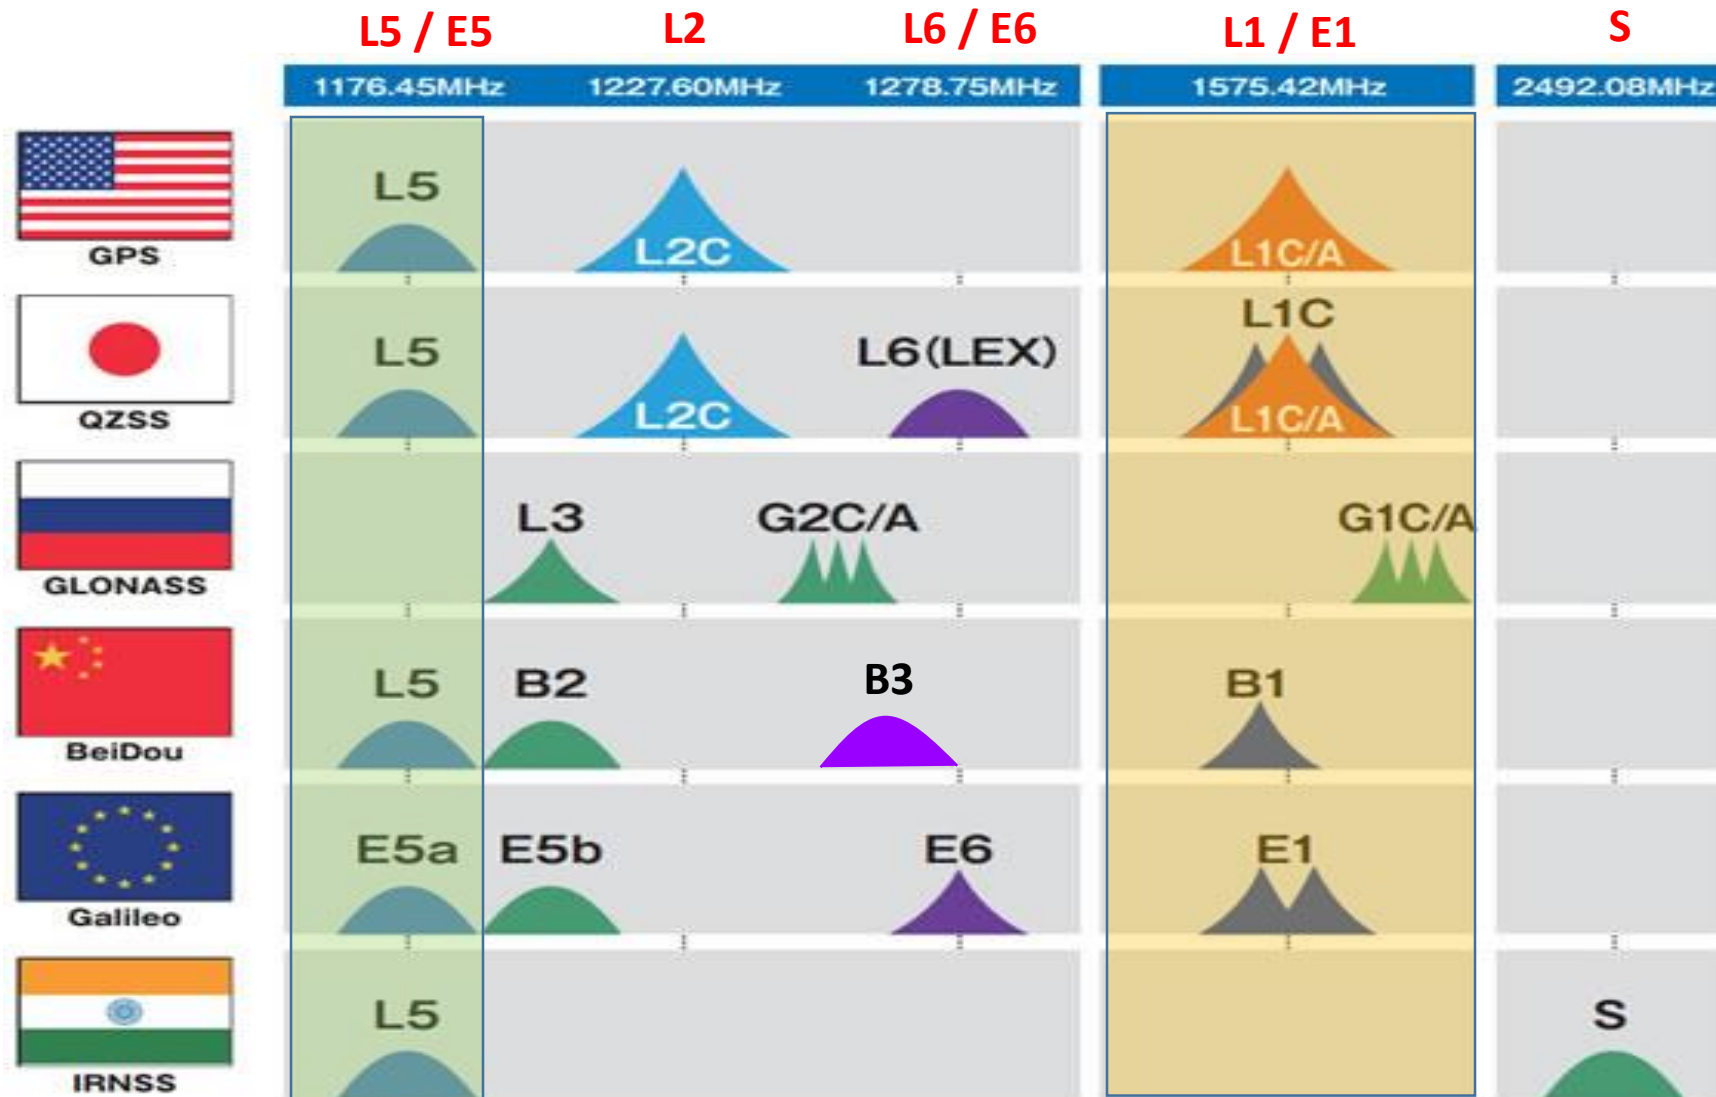 L5 / E5 L2 L6 / E6 L1 / E1 S
1176.45MHz 1227.60MHz 1278.75MHz 1575.42MHz 2492.08MHz
L5
L2C
L1C/A
GPS
L1C
L5 L6(LEX)
L2C L1C/A
QZSS
L3 G2C/A G1C/A
GLONASS
L5 B2 B3 B1
BeiDou
E5a E5b E6 E1
Galileo
L5 S
IRNSS